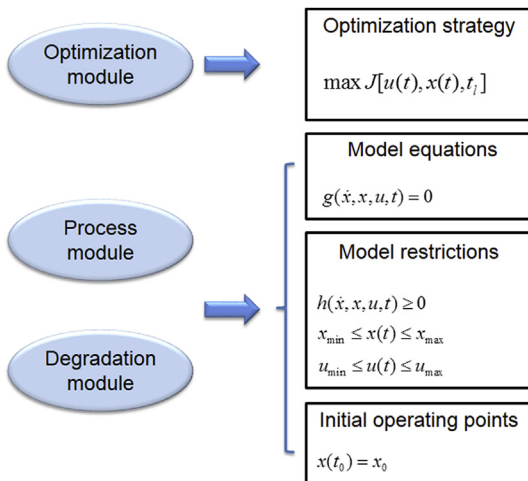 Optimization
module
Optimization strategy
max J[u(t), x(t), t_l]
Process
module
Degradation
module
Model equations
g(ẋ, x, u, t) = 0
Model restrictions
h(ẋ, x, u, t) ≥ 0
x_min ≤ x(t) ≤ x_max
u_min ≤ u(t) ≤ u_max
Initial operating points
x(t_0) = x_0